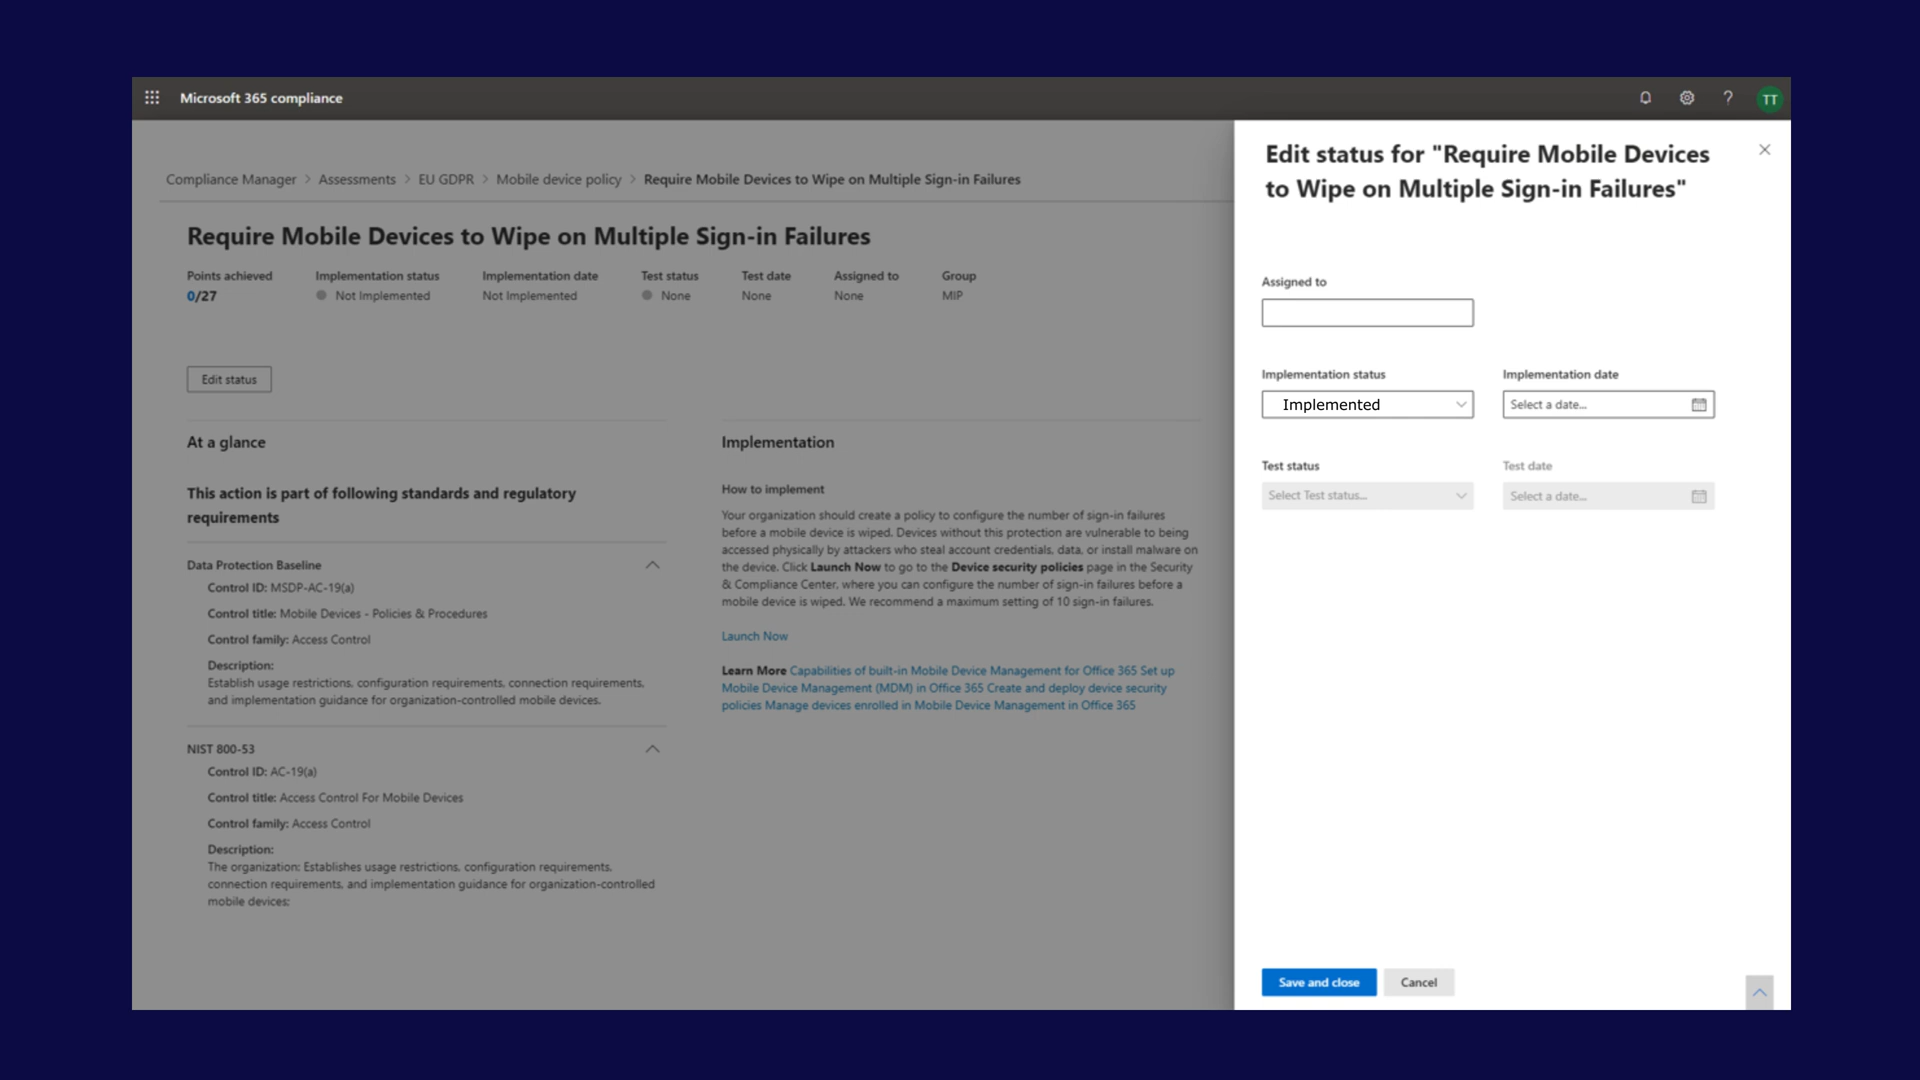 Microsoft 365 compliance
TT
Compliance Manager > Assessments > EU GDPR > Mobile device policy > Require Mobile Devices to Wipe on Multiple Sign-in Failures
Require Mobile Devices to Wipe on Multiple Sign-in Failures
Points achieved Implementation status Implementation date Test status Test date Assigned to Group
0/27 Not Implemented Not Implemented None None None MIP
Edit status
At a glance
This action is part of following standards and regulatory
requirements
Data Protection Baseline
Control ID: MSDP-AC-19(a)
Control title: Mobile Devices - Policies & Procedures
Control family: Access Control
Description:
Establish usage restrictions, configuration requirements, connection requirements,
and implementation guidance for organization-controlled mobile devices.
NIST 800-53
Control ID: AC-19(a)
Control title: Access Control For Mobile Devices
Control family: Access Control
Description:
The organization: Establishes usage restrictions, configuration requirements,
connection requirements, and implementation guidance for organization-controlled
mobile devices:
Implementation
How to implement
Your organization should create a policy to configure the number of sign-in failures
before a mobile device is wiped. Devices without this protection are vulnerable to being
accessed physically by attackers who steal account credentials, data, or install malware on
the device. Click Launch Now to go to the Device security policies page in the Security
& Compliance Center, where you can configure the number of sign-in failures before a
mobile device is wiped. We recommend a maximum setting of 10 sign-in failures.
Launch Now
Learn More Capabilities of built-in Mobile Device Management for Office 365 Set up
Mobile Device Management (MDM) in Office 365 Create and deploy device security
policies Manage devices enrolled in Mobile Device Management in Office 365
Edit status for "Require Mobile Devices
to Wipe on Multiple Sign-in Failures"
Assigned to
Implementation status Implementation date
Implemented Select a date...
Test status Test date
Select Test status... Select a date...
Save and close Cancel